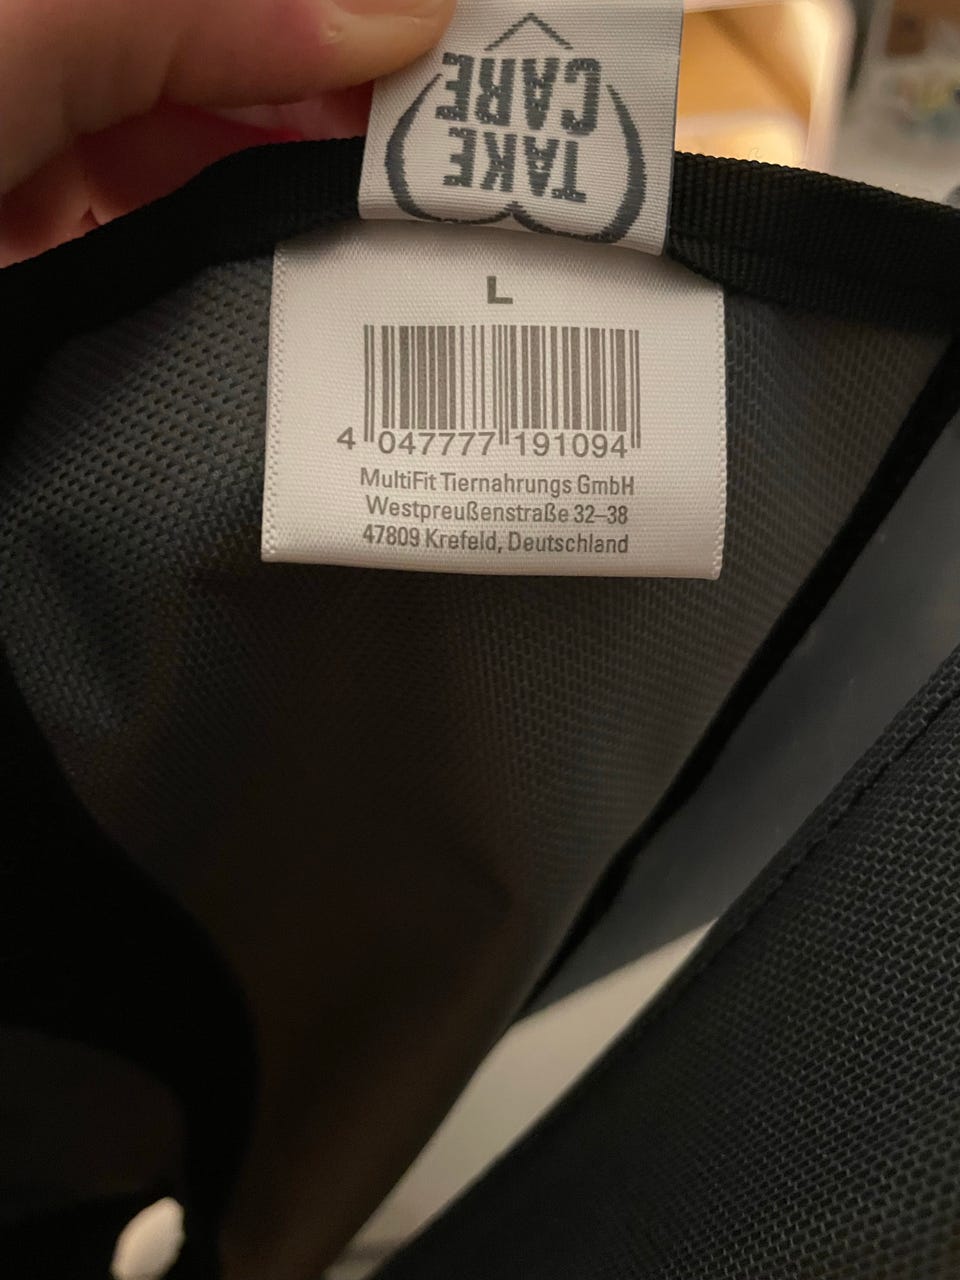 TAKE
CARE
L
4 047777 191094
MultiFit Tiernahrungs GmbH
Westpreußenstraße 32–38
47809 Krefeld, Deutschland